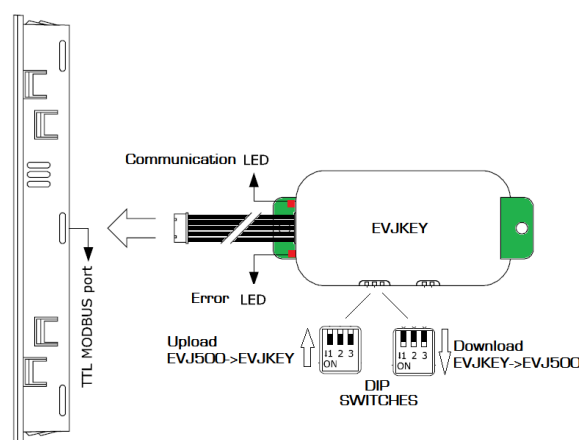 Communication LED
EVJKEY
TTL MODBUS port
Error LED
Upload
EVJ500->EVJKEY
1 2 3
ON
1 2 3
ON
Download
EVJKEY->EVJ500
DIP
SWITCHES